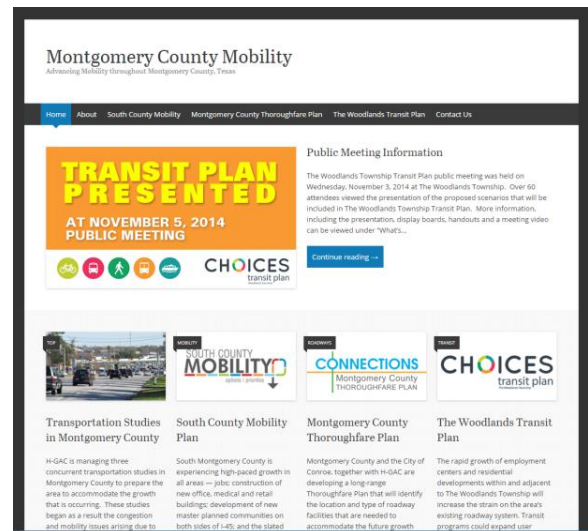 Montgomery County Mobility
Advancing Mobility throughout Montgomery County, Texas
Home About South County Mobility Montgomery County Thoroughfare Plan The Woodlands Transit Plan Contact Us
TRANSIT PLAN
PRESENTED
AT NOVEMBER 5, 2014
PUBLIC MEETING
CHOICES
transit plan
Public Meeting Information
The Woodlands Township Transit Plan public meeting was held on
Wednesday, November 3, 2014 at The Woodlands Township. Over 60
attendees viewed the presentation of the proposed scenarios that will be
included in The Woodlands Township Transit Plan. More information,
including the presentation, display boards, handouts and a meeting video
can be viewed under "What's...
Continue reading →
TOP
Transportation Studies
in Montgomery County
H-GAC is managing three
concurrent transportation studies in
Montgomery County to prepare the
area to accommodate the growth
that is occurring. These studies
began as a result the congestion
and mobility issues arising due to
MOBILITY
SOUTH COUNTY
MOBILITY
options | priorities
South County Mobility
Plan
South Montgomery County is
experiencing high-paced growth in
all areas — jobs; construction of
new office, medical and retail
buildings; development of new
master planned communities on
both sides of I-45; and the slated
ROADWAYS
CONNECTIONS
Montgomery County
THOROUGHFARE PLAN
Montgomery County
Thoroughfare Plan
Montgomery County and the City of
Conroe, together with H-GAC are
developing a long-range
Thoroughfare Plan that will identify
the location and type of roadway
facilities that are needed to
accommodate the future growth
TRANSIT
CHOICES
transit plan
The Woodlands Transit
Plan
The rapid growth of employment
centers and residential
developments within and adjacent
to The Woodlands Township will
increase the strain on the area's
existing roadway system. Transit
programs could expand user